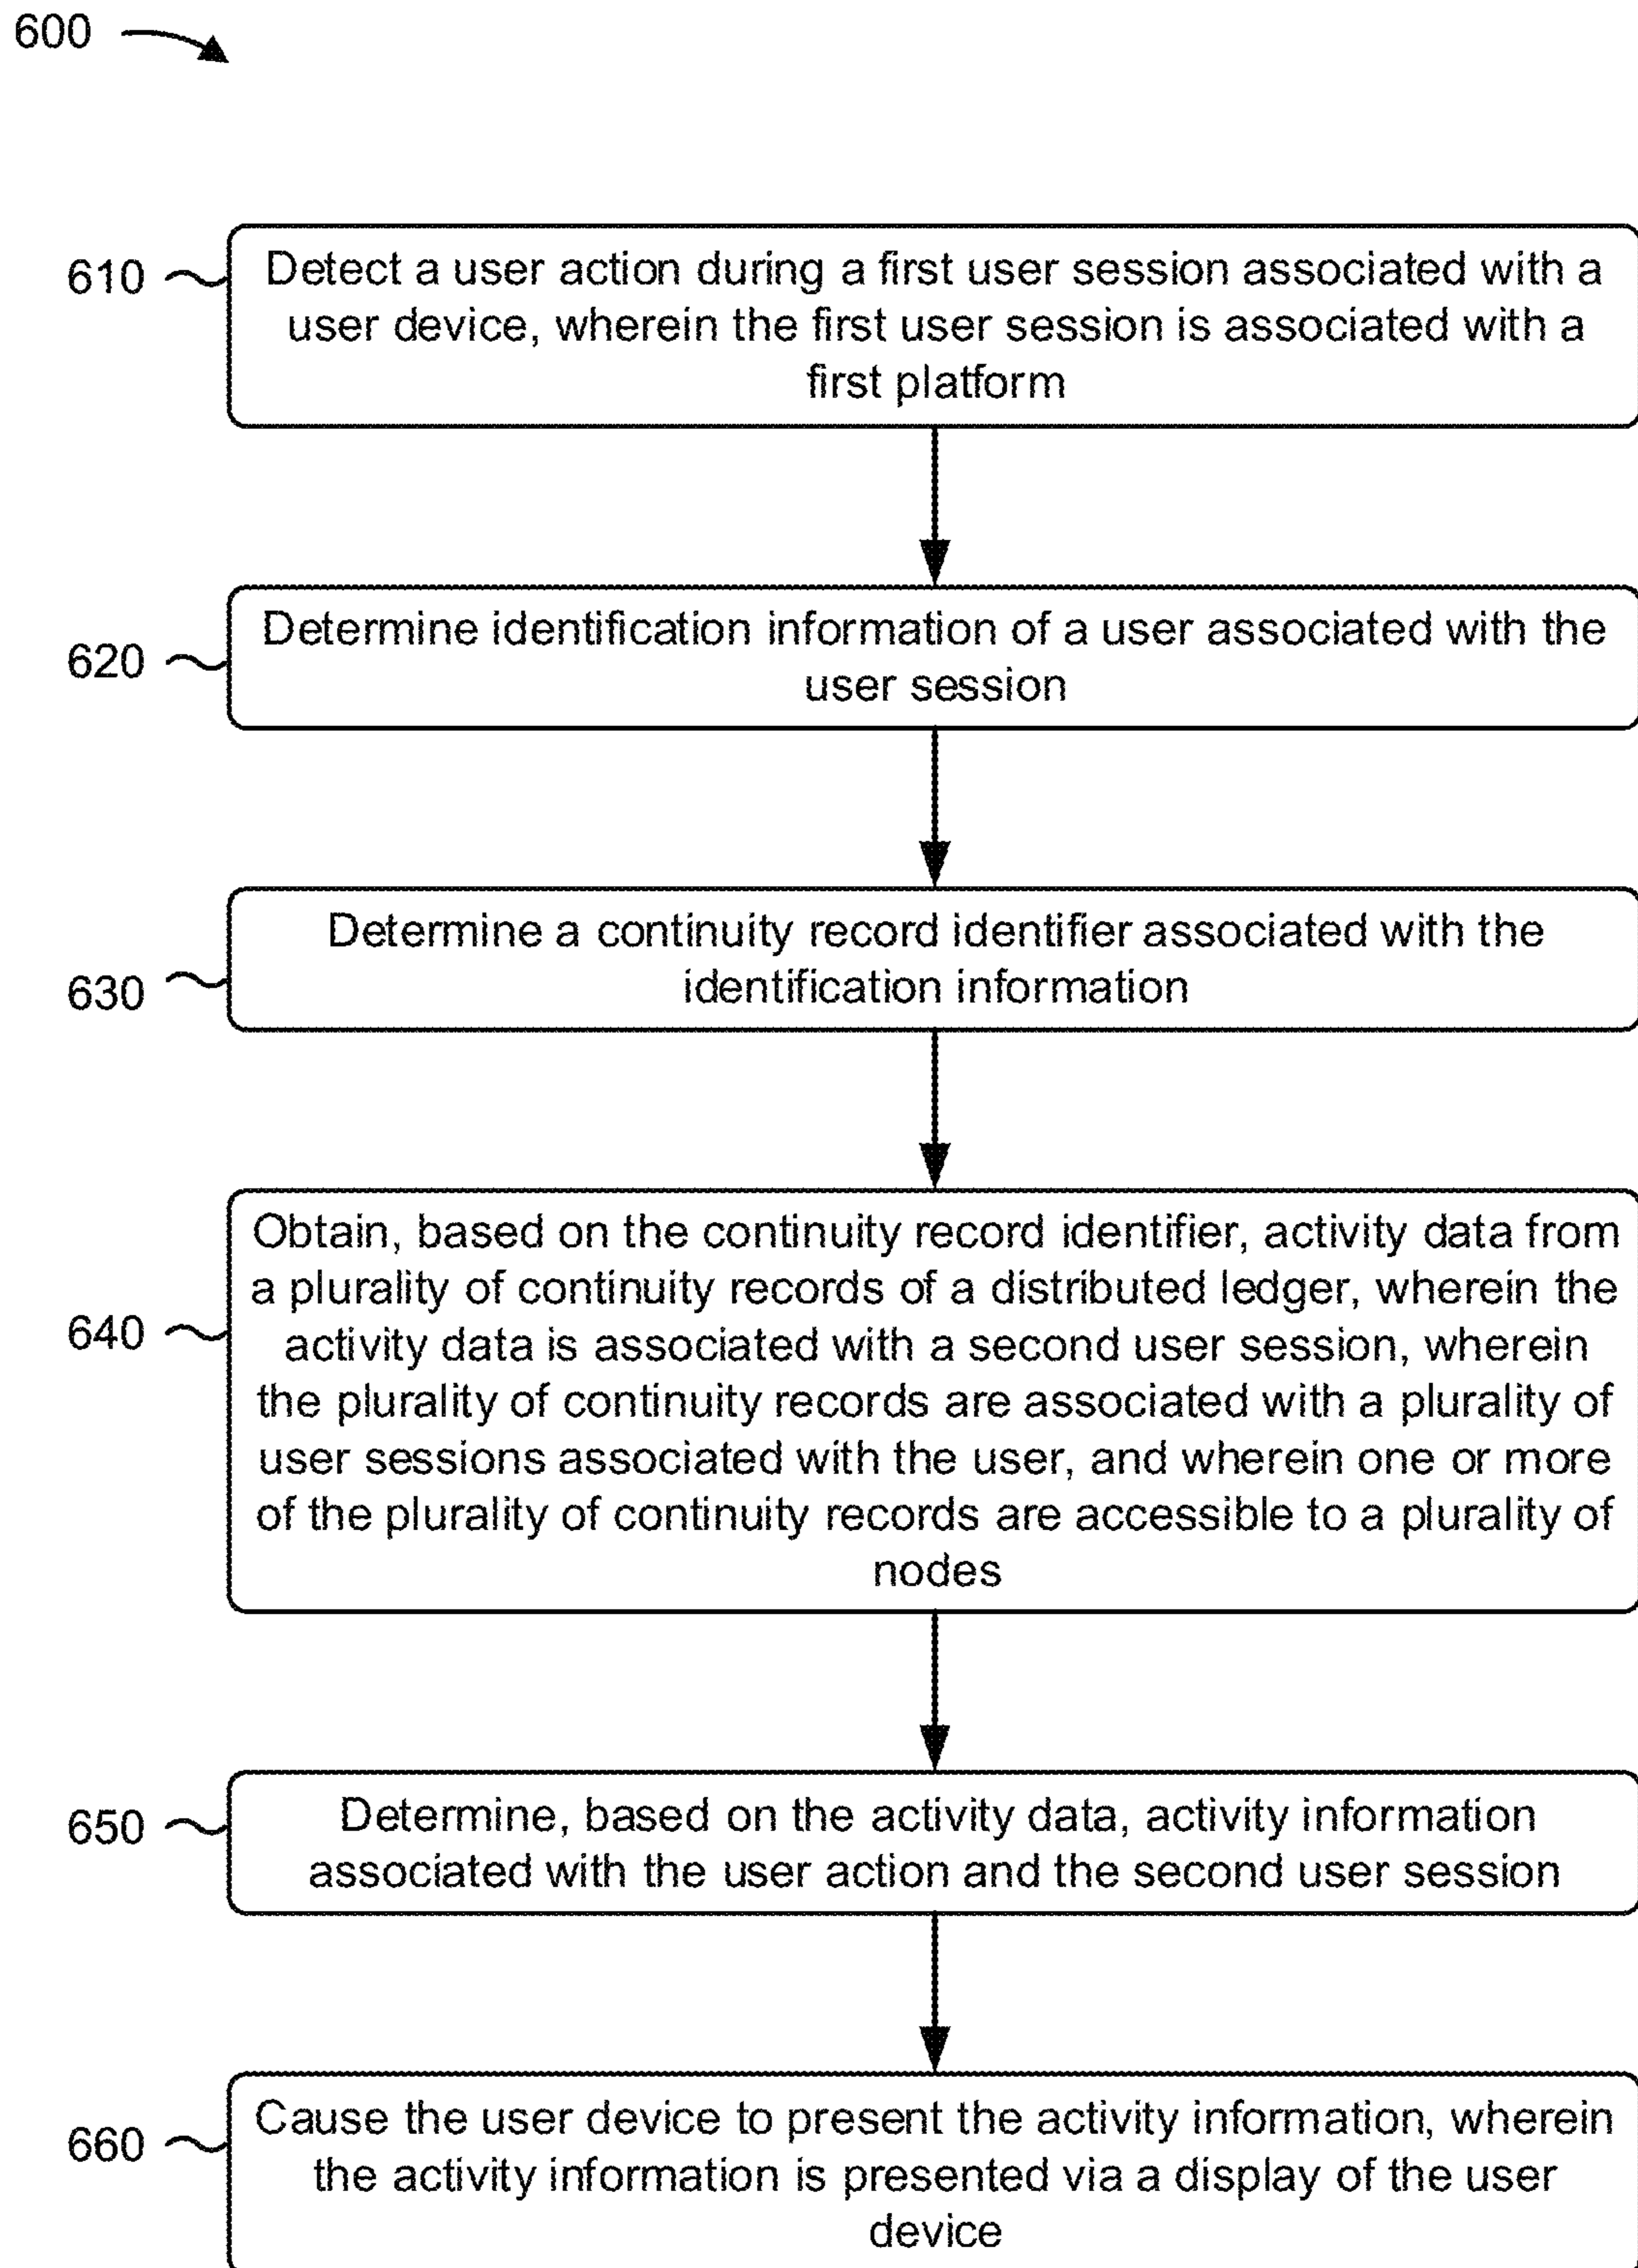 600
610
Detect a user action during a first user session associated with a
user device, wherein the first user session is associated with a
first platform
620
Determine identification information of a user associated with the
user session
630
Determine a continuity record identifier associated with the
identification information
640
Obtain, based on the continuity record identifier, activity data from
a plurality of continuity records of a distributed ledger, wherein the
activity data is associated with a second user session, wherein
the plurality of continuity records are associated with a plurality of
user sessions associated with the user, and wherein one or more
of the plurality of continuity records are accessible to a plurality of
nodes
650
Determine, based on the activity data, activity information
associated with the user action and the second user session
660
Cause the user device to present the activity information, wherein
the activity information is presented via a display of the user
device